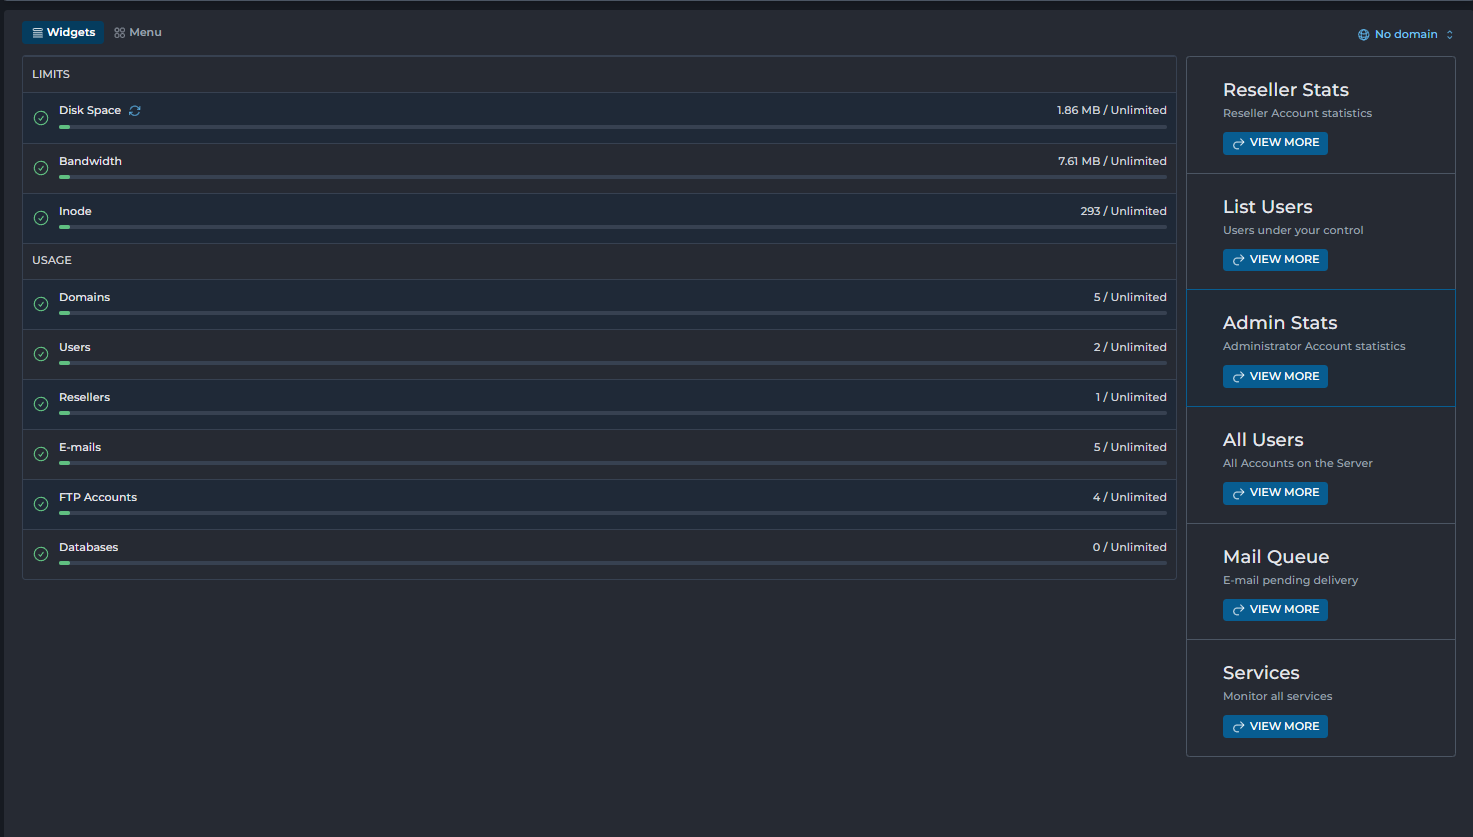 Widgets Menu
No domain
LIMITS
Disk Space 1.86 MB / Unlimited
Bandwidth 7.61 MB / Unlimited
Inode 293 / Unlimited
USAGE
Domains 5 / Unlimited
Users 2 / Unlimited
Resellers 1 / Unlimited
E-mails 5 / Unlimited
FTP Accounts 4 / Unlimited
Databases 0 / Unlimited
Reseller Stats
Reseller Account statistics
VIEW MORE
List Users
Users under your control
VIEW MORE
Admin Stats
Administrator Account statistics
VIEW MORE
All Users
All Accounts on the Server
VIEW MORE
Mail Queue
E-mail pending delivery
VIEW MORE
Services
Monitor all services
VIEW MORE